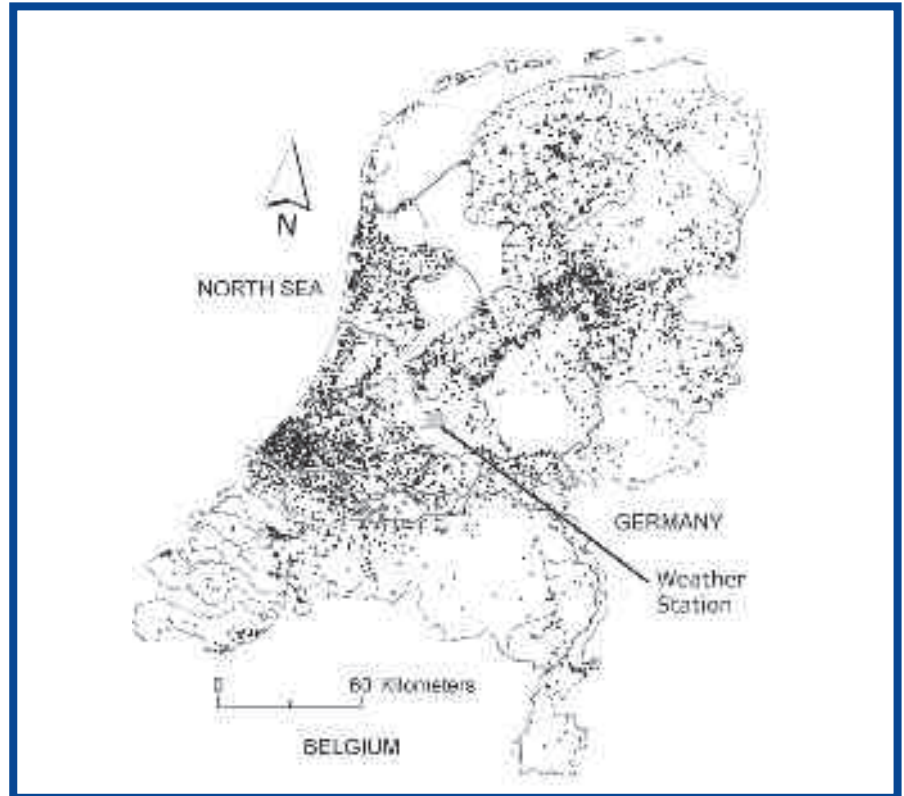 N
NORTH SEA
GERMANY
Weather
Station
0 60 Kilometers
BELGIUM